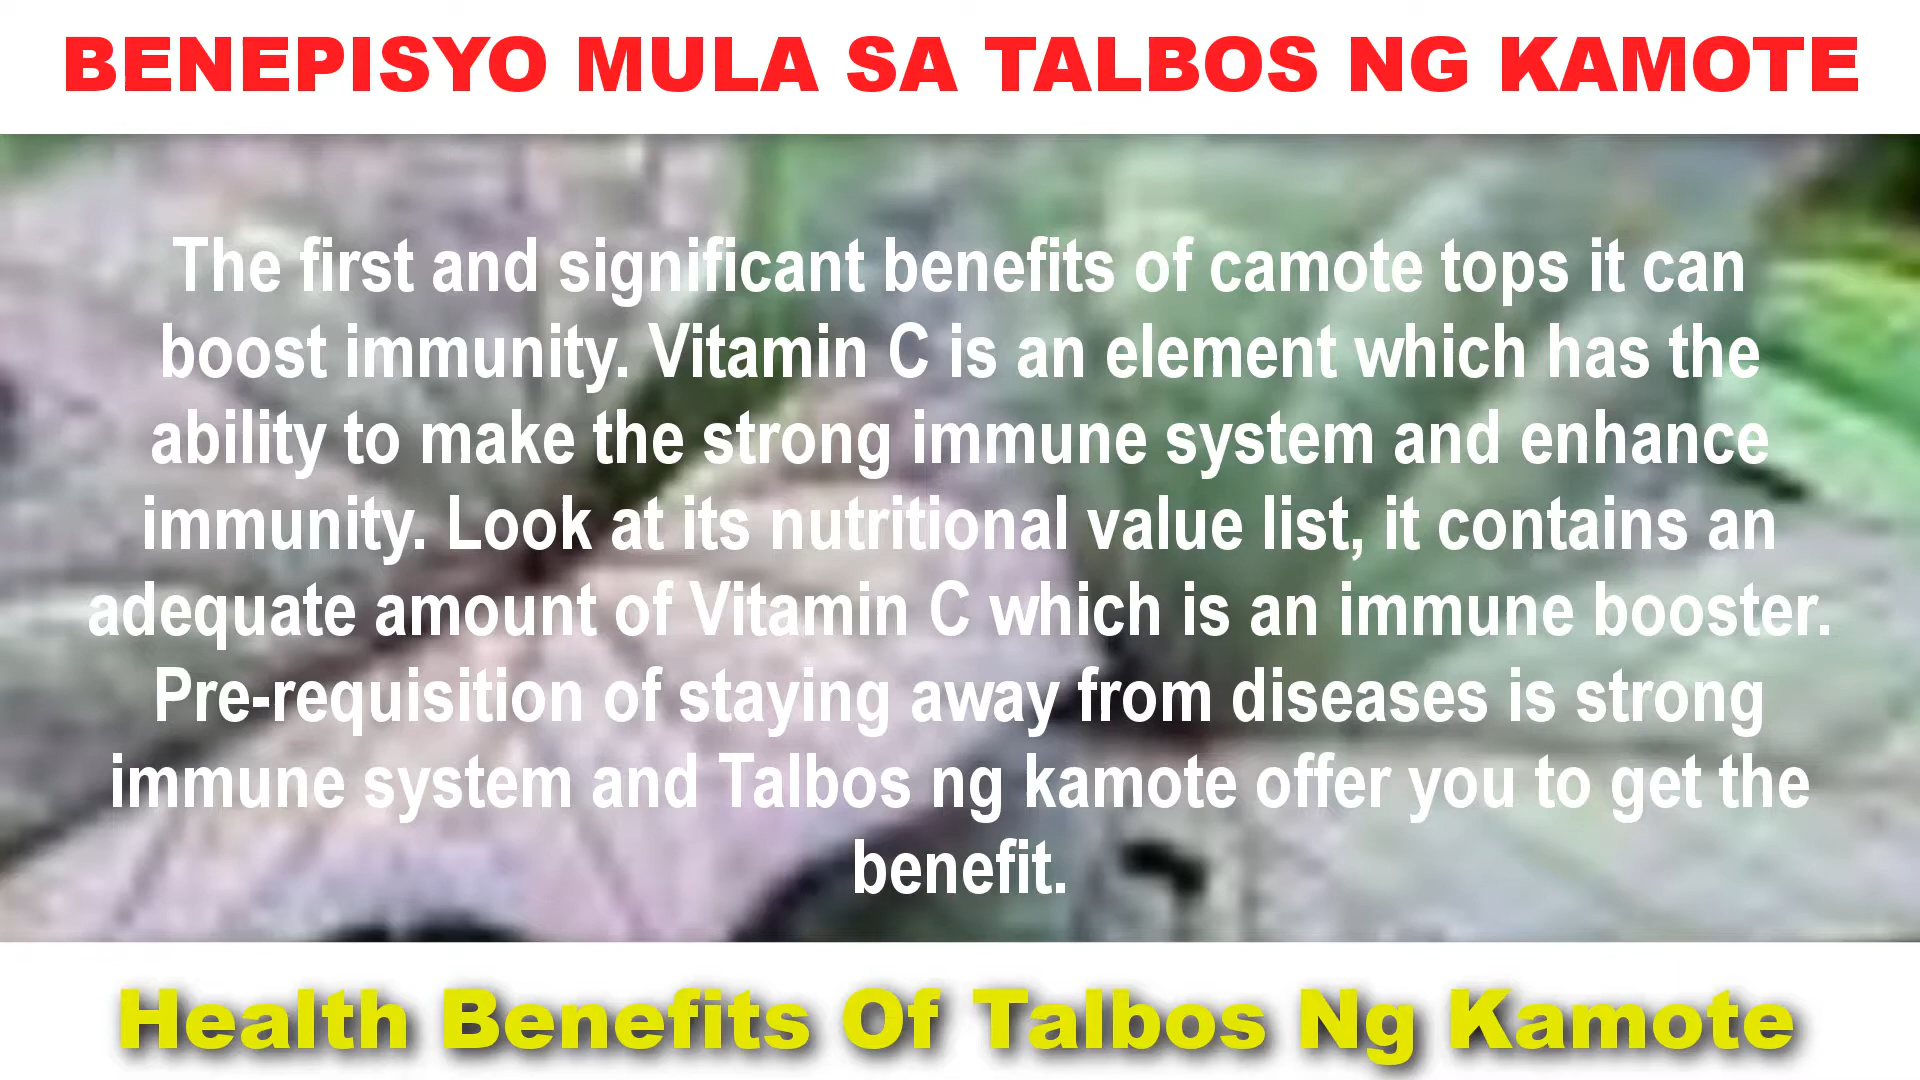 BENEPISYO MULA SA TALBOS NG KAMOTE
The first and significant benefits of camote tops it can
boost immunity. Vitamin C is an element which has the
ability to make the strong immune system and enhance
immunity. Look at its nutritional value list, it contains an
adequate amount of Vitamin C which is an immune booster.
Pre-requisition of staying away from diseases is strong
immune system and Talbos ng kamote offer you to get the
benefit.
Health Benefits Of Talbos Ng Kamote